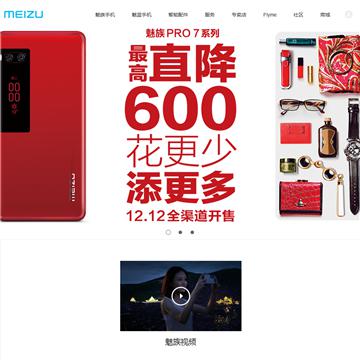 MEIZU
魅族手机
魅蓝手机
智能配件
服务
专卖店
Flyme
社区
商城
魅族 PRO 7 系列
最高直降
600
花更少
添更多
12.12 全渠道开售
MEIZU
魅族视频